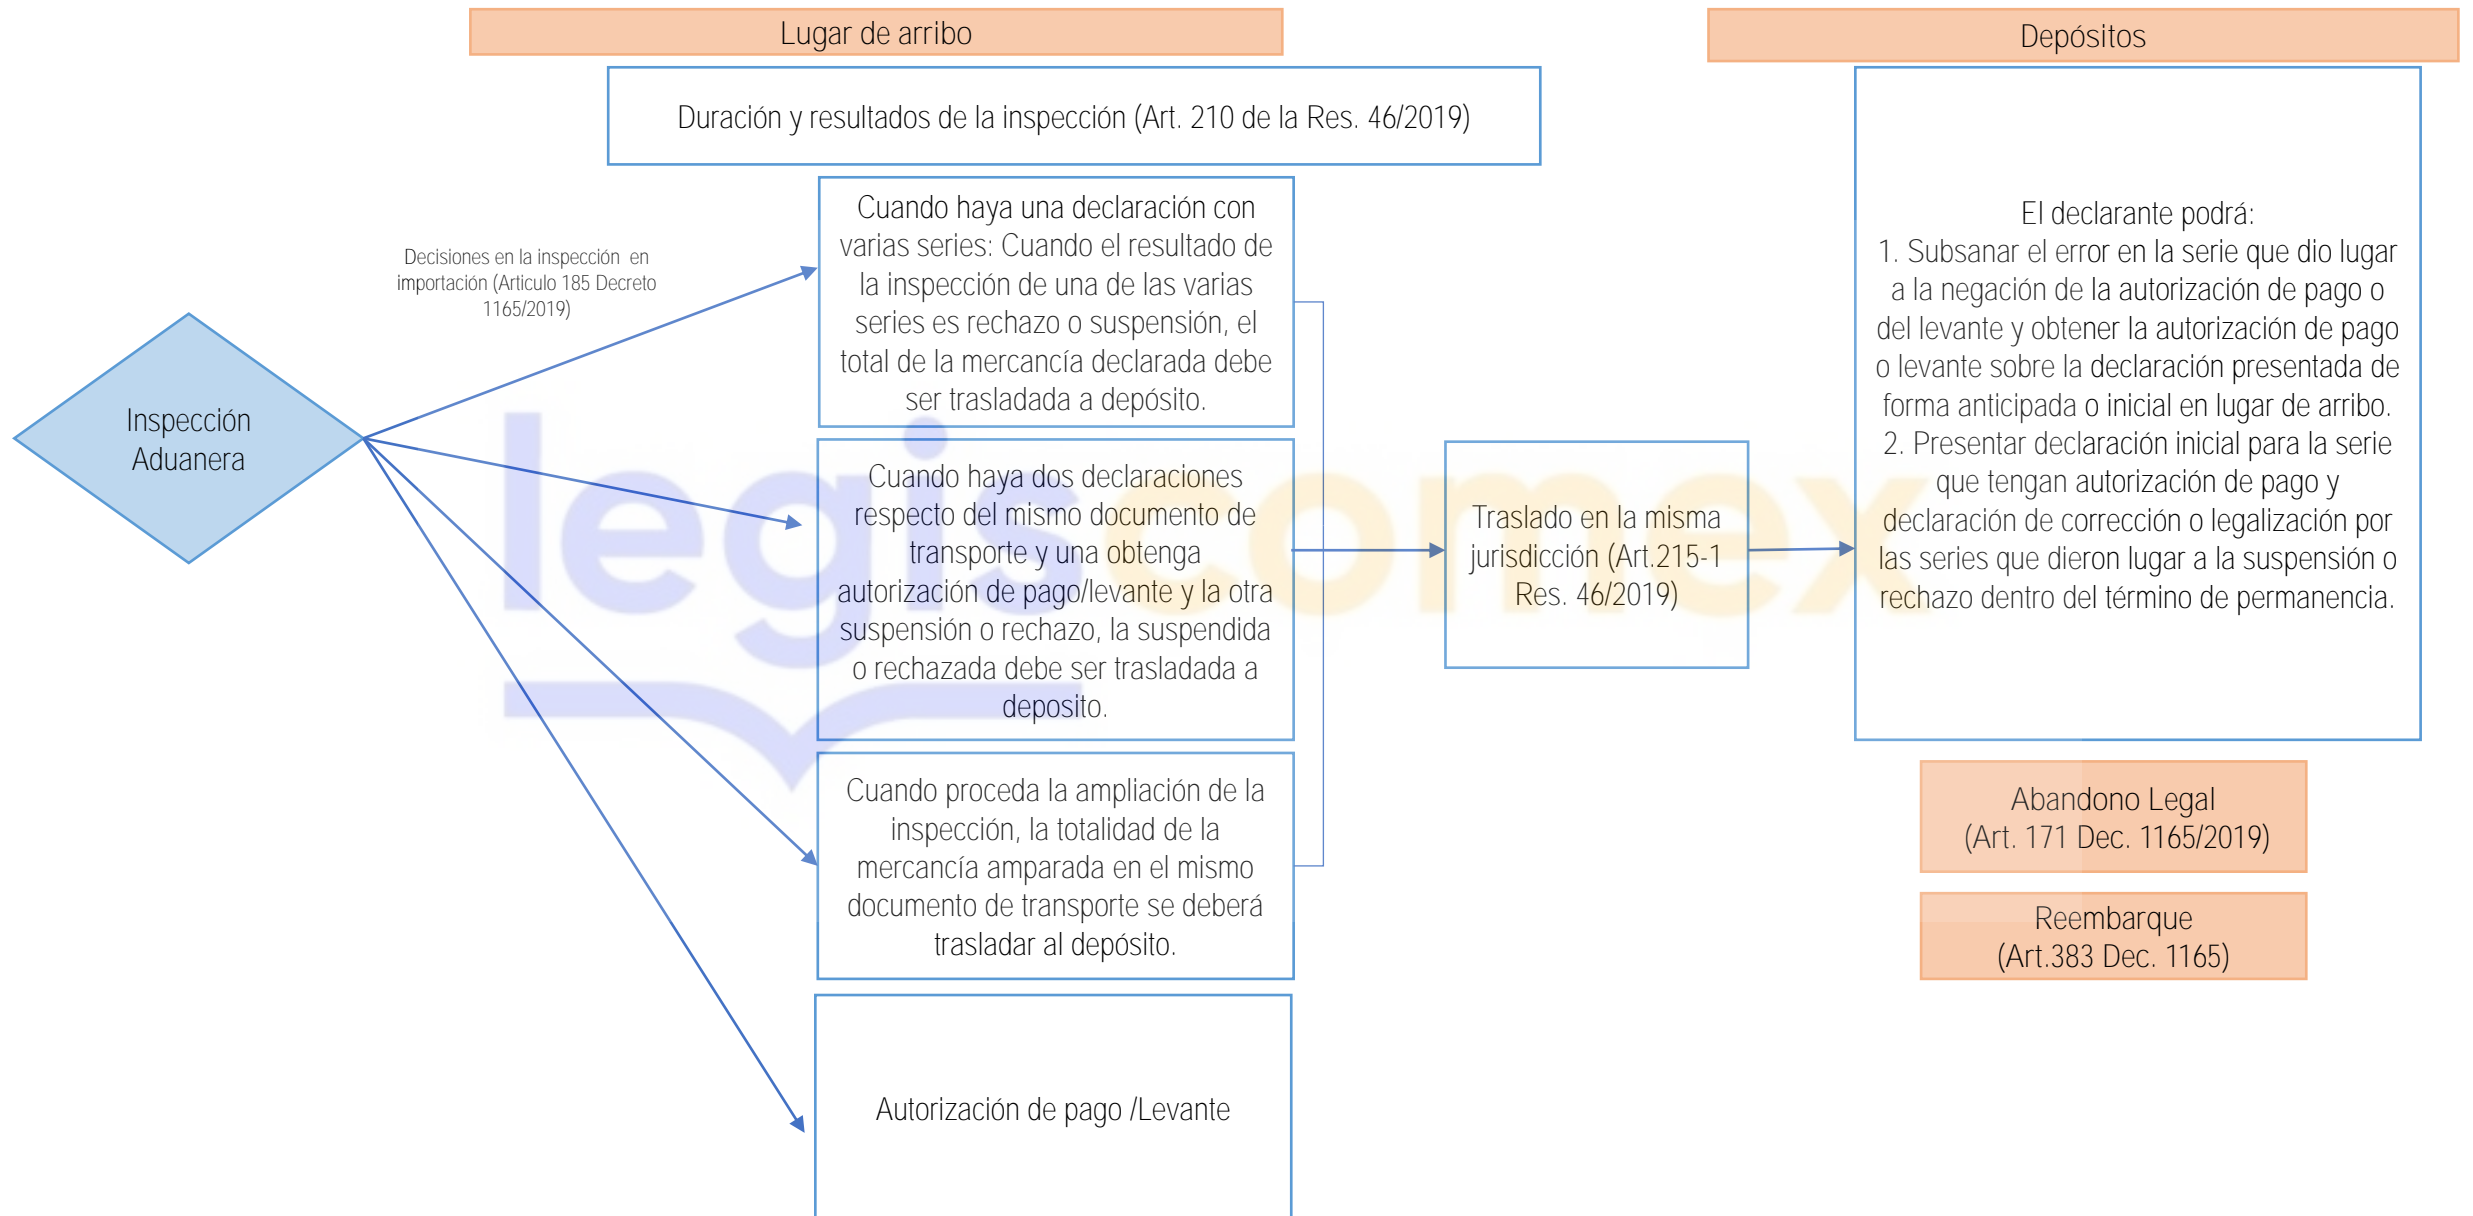 Lugar de arribo
Depósitos
Duración y resultados de la inspección (Art. 210 de la Res. 46/2019)
Decisiones en la inspección en
importación (Articulo 185 Decreto
1165/2019)
Inspección
Aduanera
Cuando haya una declaración con
varias series: Cuando el resultado de
la inspección de una de las varias
series es rechazo o suspensión, el
total de la mercancía declarada debe
ser trasladada a depósito.
Cuando haya dos declaraciones
respecto del mismo documento de
transporte y una obtenga
autorización de pago/levante y la otra
suspensión o rechazo, la suspendida
o rechazada debe ser trasladada a
deposito.
Cuando proceda la ampliación de la
inspección, la totalidad de la
mercancía amparada en el mismo
documento de transporte se deberá
trasladar al depósito.
Autorización de pago /Levante
Traslado en la misma
jurisdicción (Art.215-1
Res. 46/2019)
El declarante podrá:
1. Subsanar el error en la serie que dio lugar
a la negación de la autorización de pago o
del levante y obtener la autorización de pago
o levante sobre la declaración presentada de
forma anticipada o inicial en lugar de arribo.
2. Presentar declaración inicial para la serie
que tengan autorización de pago y
declaración de corrección o legalización por
las series que dieron lugar a la suspensión o
rechazo dentro del término de permanencia.
Abandono Legal
(Art. 171 Dec. 1165/2019)
Reembarque
(Art.383 Dec. 1165)
legiscomex